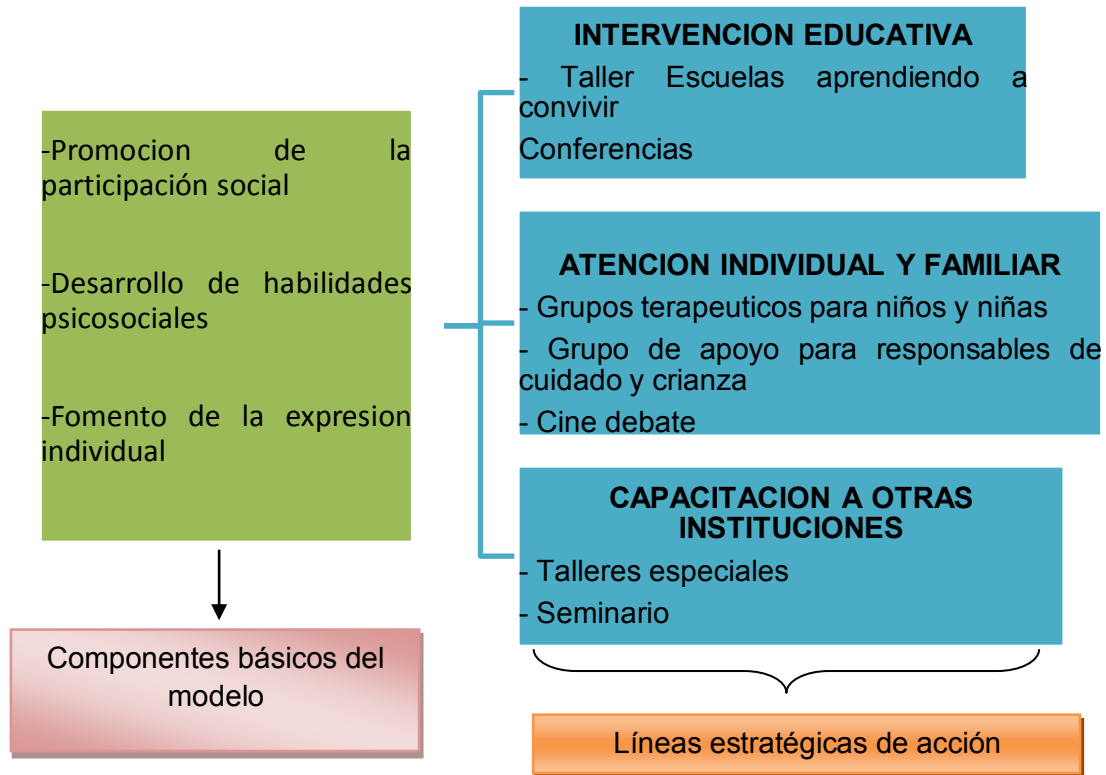 -Promocion de la
participación social
-Desarrollo de habilidades
psicosociales
-Fomento de la expresion
individual
Componentes básicos del
modelo
INTERVENCION EDUCATIVA
- Taller Escuelas aprendiendo a
convivir
Conferencias
ATENCION INDIVIDUAL Y FAMILIAR
- Grupos terapeuticos para niños y niñas
- Grupo de apoyo para responsables de
cuidado y crianza
- Cine debate
CAPACITACION A OTRAS
INSTITUCIONES
- Talleres especiales
- Seminario
Líneas estratégicas de acción